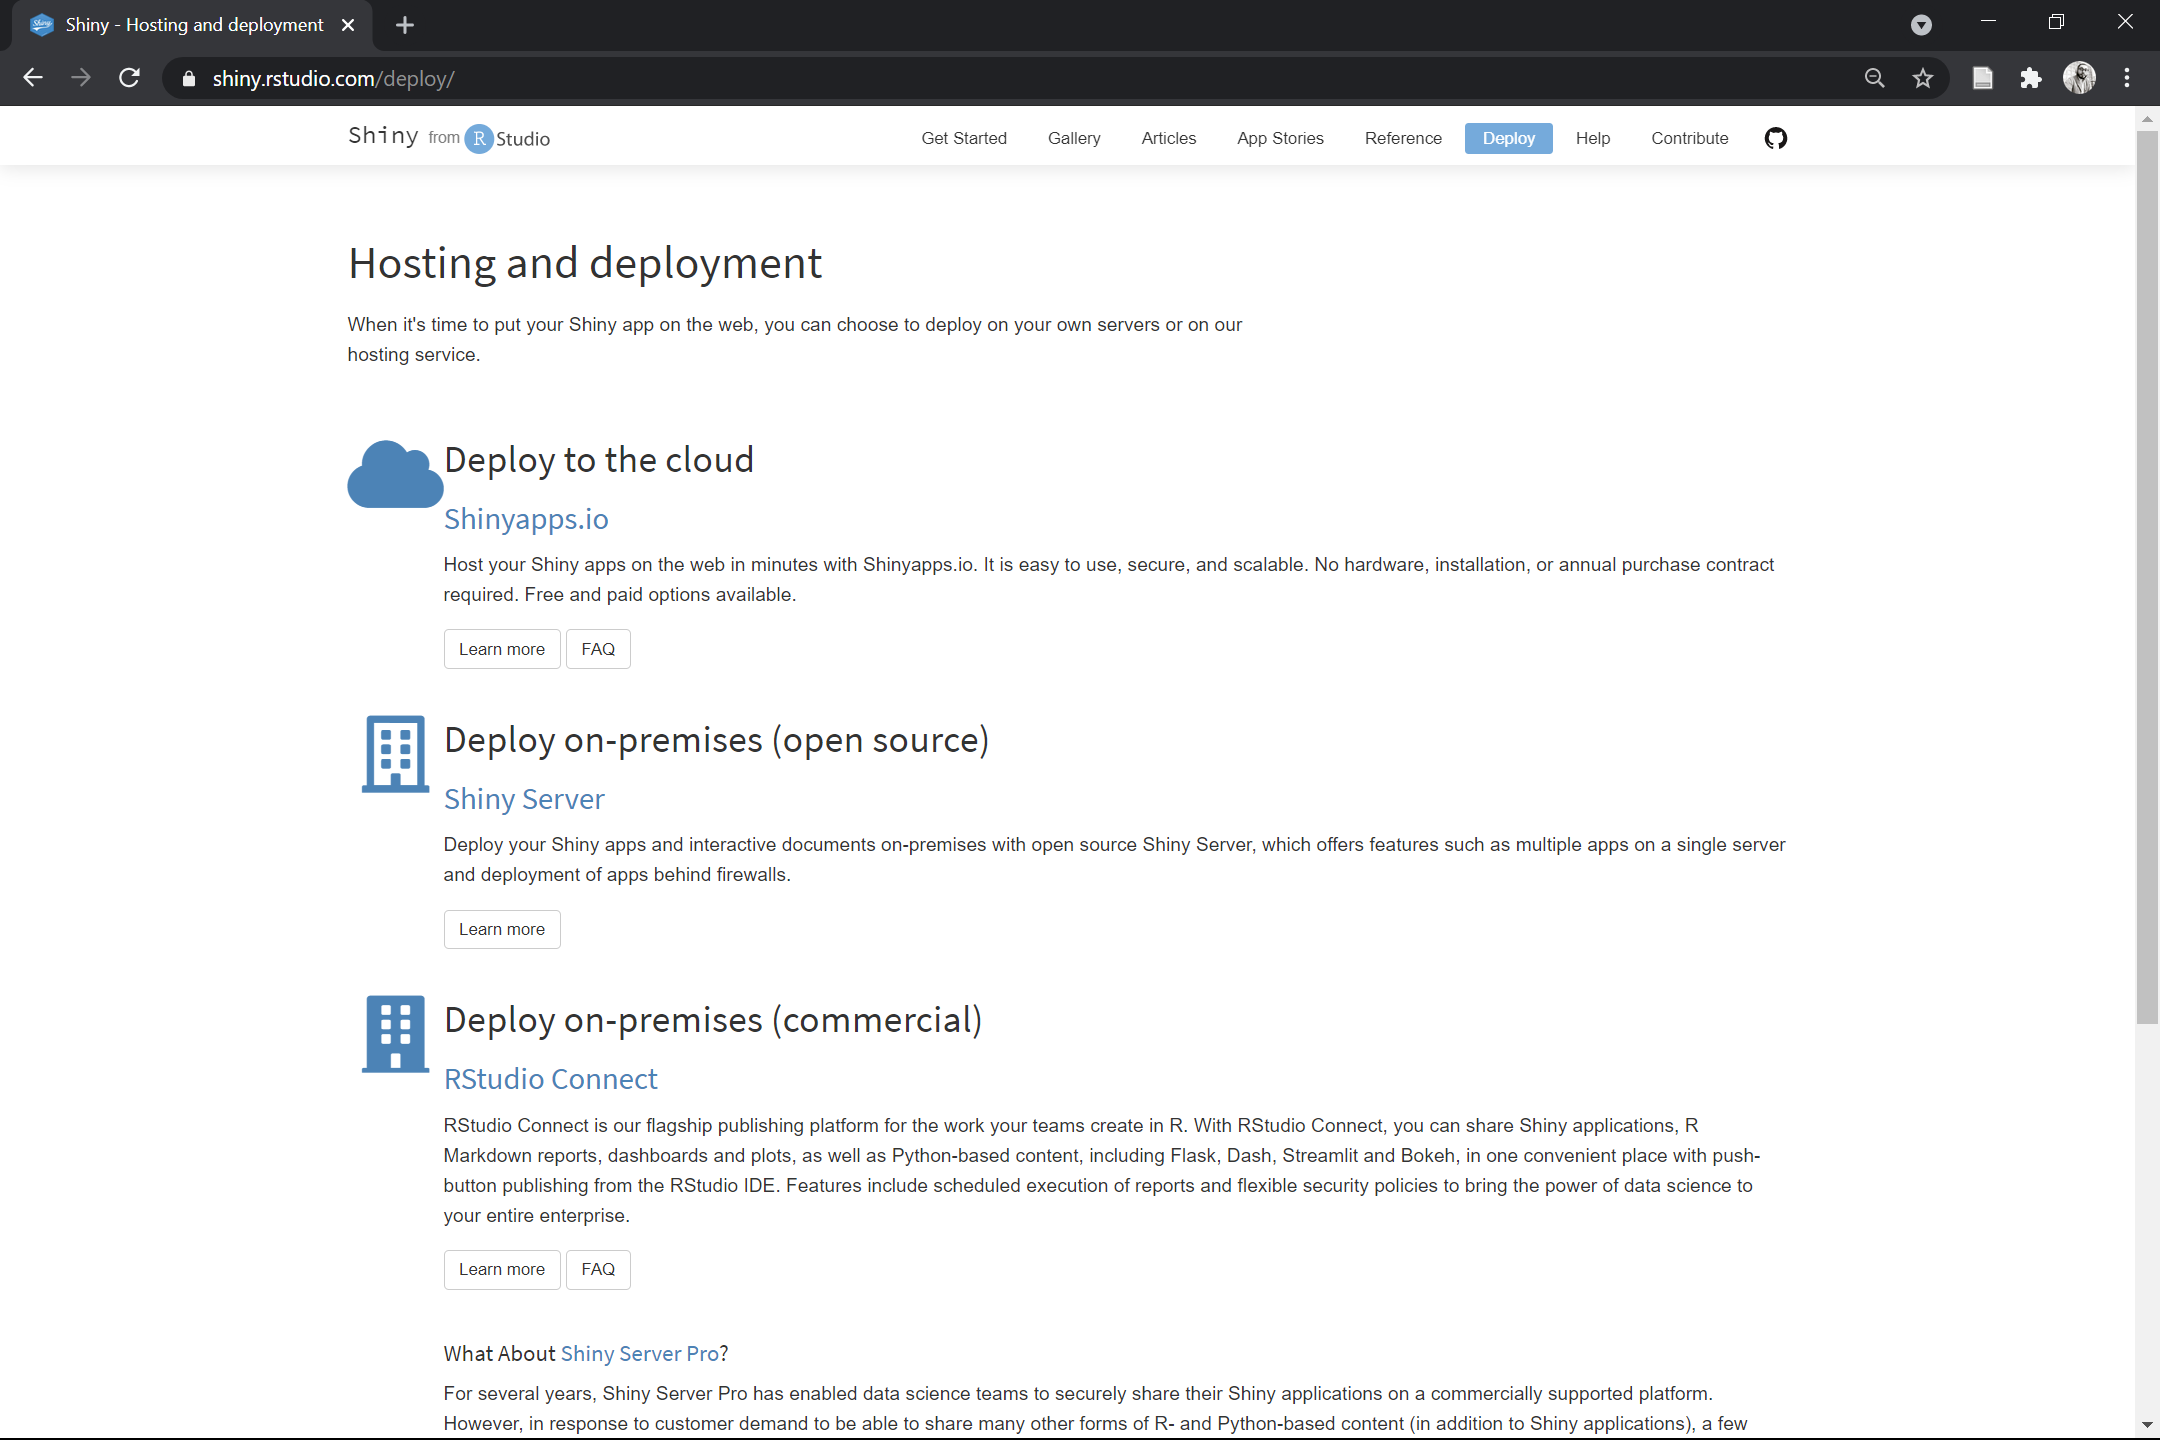 Shiny - Hosting and deployment
shiny.rstudio.com/deploy/
Shiny from R Studio
Get Started Gallery Articles App Stories Reference Deploy Help Contribute
Hosting and deployment
When it's time to put your Shiny app on the web, you can choose to deploy on your own servers or on our
hosting service.
Deploy to the cloud
Shinyapps.io
Host your Shiny apps on the web in minutes with Shinyapps.io. It is easy to use, secure, and scalable. No hardware, installation, or annual purchase contract
required. Free and paid options available.
Learn more FAQ
Deploy on-premises (open source)
Shiny Server
Deploy your Shiny apps and interactive documents on-premises with open source Shiny Server, which offers features such as multiple apps on a single server
and deployment of apps behind firewalls.
Learn more
Deploy on-premises (commercial)
RStudio Connect
RStudio Connect is our flagship publishing platform for the work your teams create in R. With RStudio Connect, you can share Shiny applications, R
Markdown reports, dashboards and plots, as well as Python-based content, including Flask, Dash, Streamlit and Bokeh, in one convenient place with push-
button publishing from the RStudio IDE. Features include scheduled execution of reports and flexible security policies to bring the power of data science to
your entire enterprise.
Learn more FAQ
What About Shiny Server Pro?
For several years, Shiny Server Pro has enabled data science teams to securely share their Shiny applications on a commercially supported platform.
However, in response to customer demand to be able to share many other forms of R- and Python-based content (in addition to Shiny applications), a few